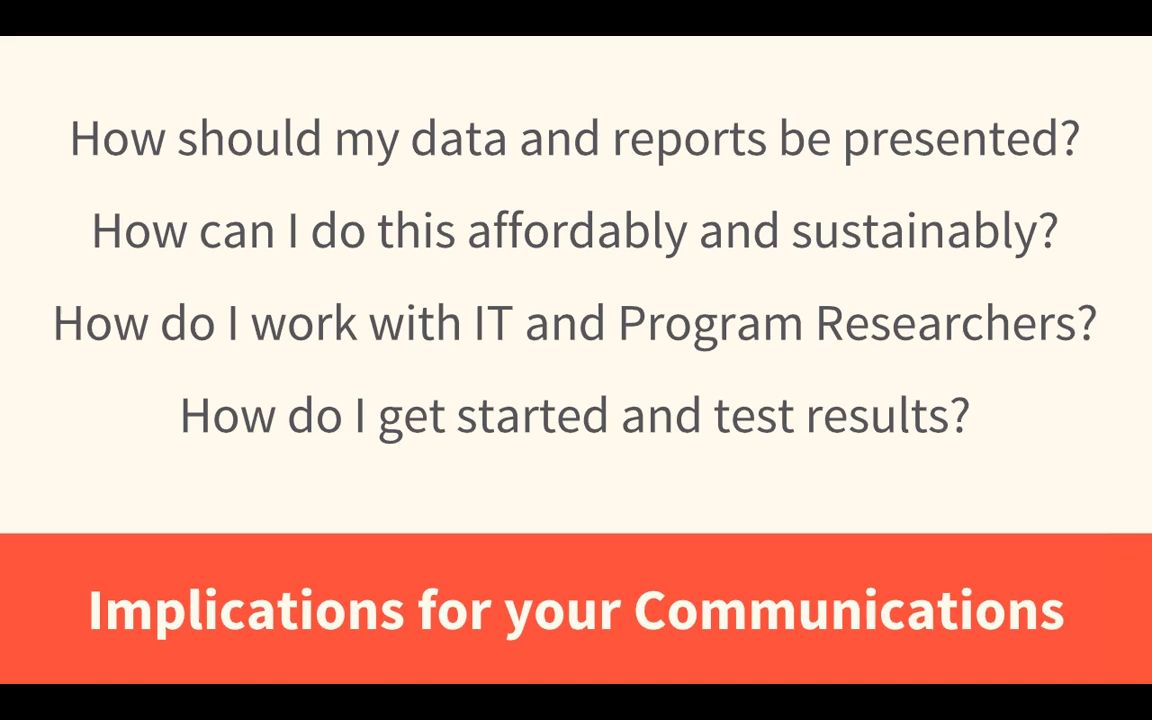 How should my data and reports be presented?
How can I do this affordably and sustainably?
How do I work with IT and Program Researchers?
How do I get started and test results?
Implications for your Communications